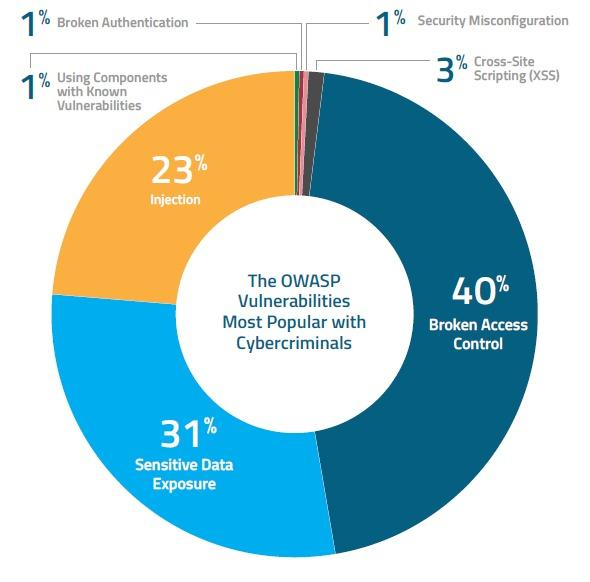 1% Broken Authentication
1% Security Misconfiguration
3% Cross-Site
Scripting (XSS)
1% Using Components
with Known
Vulnerabilities
23%
Injection
The OWASP
Vulnerabilities
Most Popular with
Cybercriminals
40%
Broken Access
Control
31%
Sensitive Data
Exposure